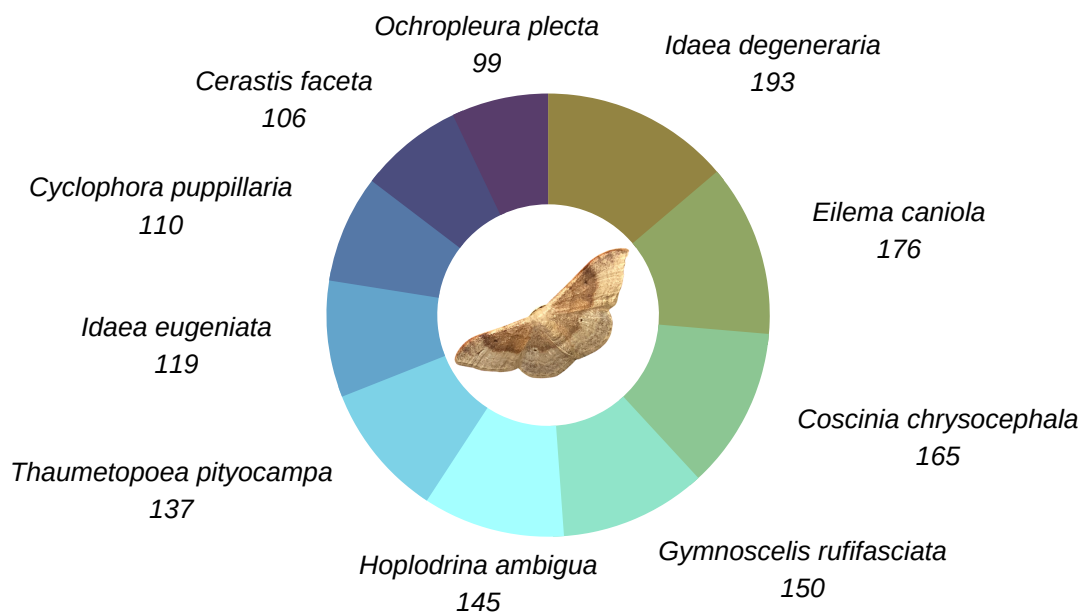 Ochropleura plecta
99
Idaea degeneraria
193
Eilema caniola
176
Coscinia chrysocephala
165
Gymnoscelis rufifasciata
150
Hoplodrina ambigua
145
Thaumetopoea pityocampa
137
Idaea eugeniata
119
Cyclophora puppillaria
110
Cerastis faceta
106